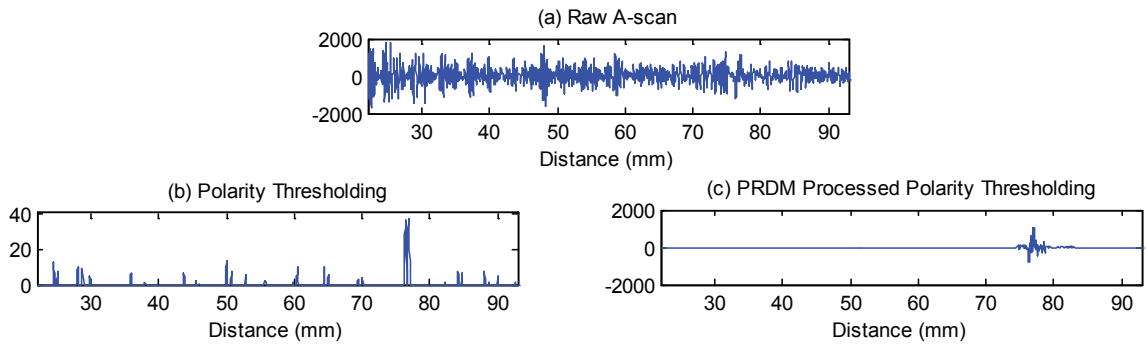 (a) Raw A-scan
2000
0
-2000
30 40 50 60 70 80 90
Distance (mm)
(b) Polarity Thresholding
40
20
0
30 40 50 60 70 80 90
Distance (mm)
(c) PRDM Processed Polarity Thresholding
2000
0
-2000
30 40 50 60 70 80 90
Distance (mm)